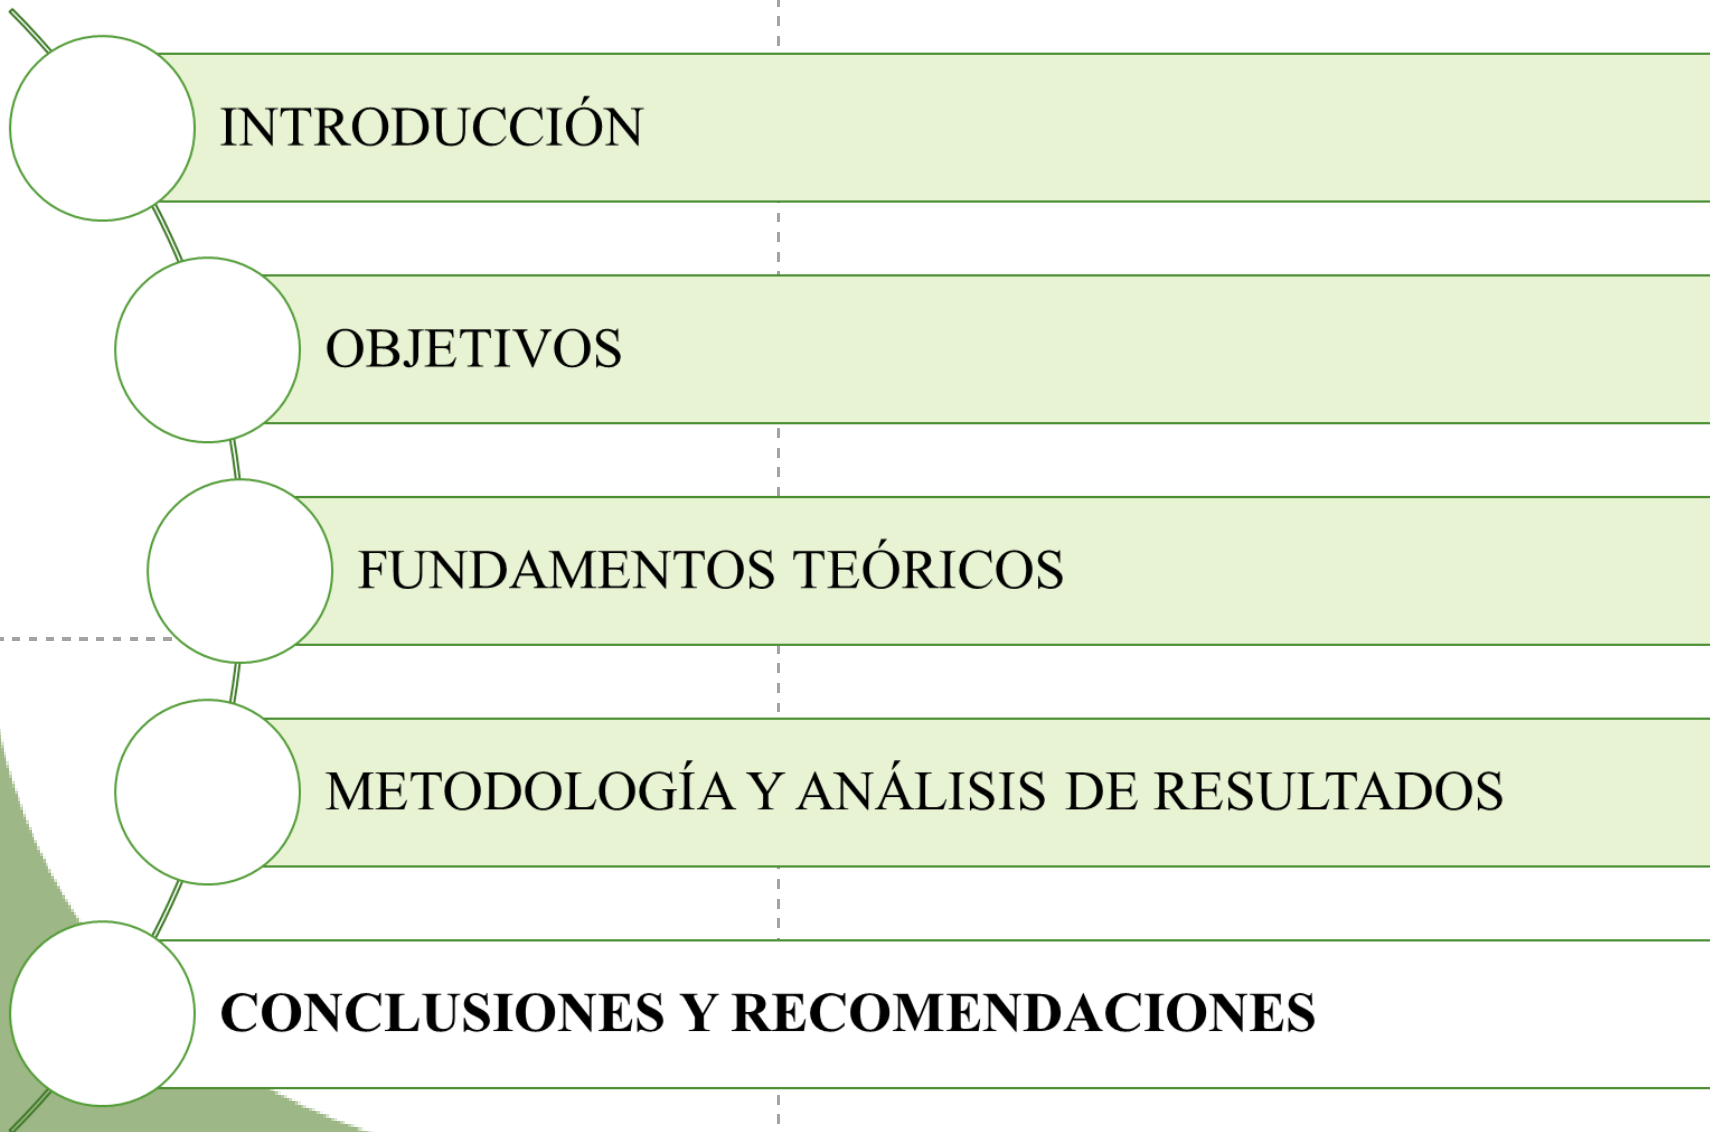 INTRODUCCIÓN
OBJETIVOS
FUNDAMENTOS TEÓRICOS
METODOLOGÍA Y ANÁLISIS DE RESULTADOS
CONCLUSIONES Y RECOMENDACIONES